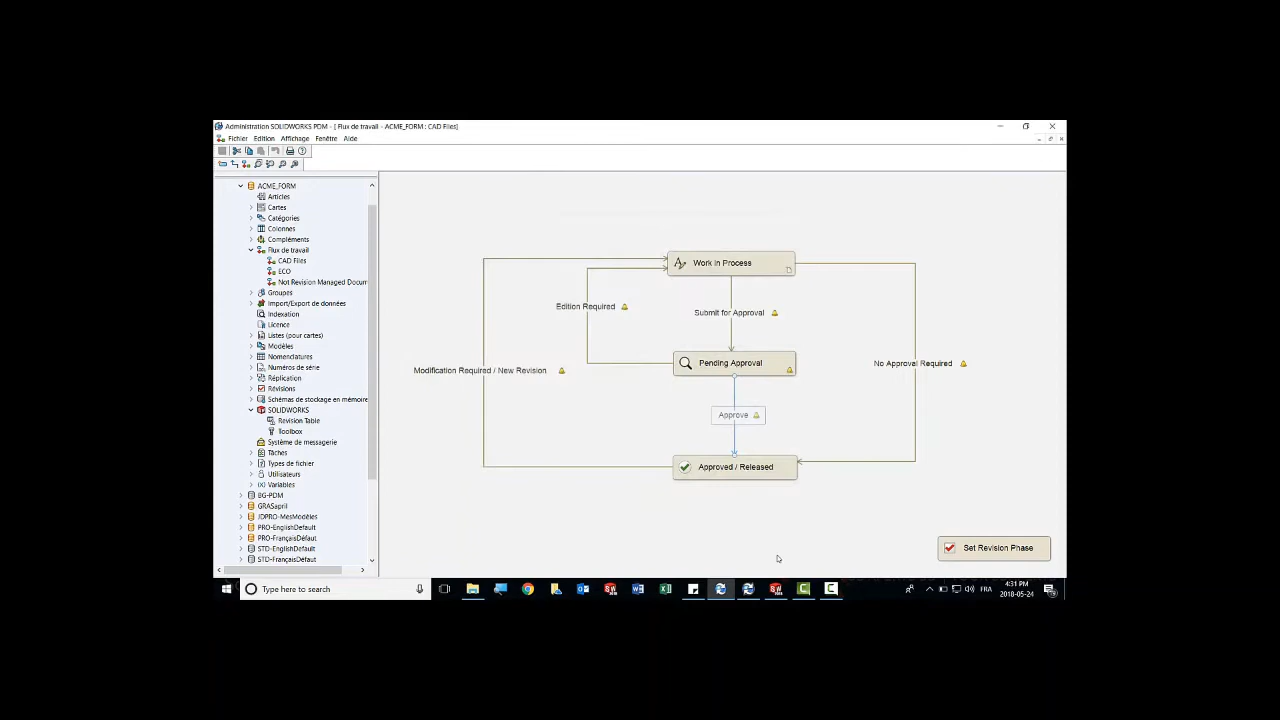 Administration SOLIDWORKS PDM - [ Flux de travail - ACME_FORM : CAD Files]
Fichier Edition Affichage Fenêtre Aide
ACME_FORM
Articles
Cartes
Catégories
Colonnes
Compléments
Flux de travail
CAD Files
ECO
Not Revision Managed Docum
Groupes
Import/Export de données
Indexation
Licence
Listes (pour cartes)
Modèles
Nomenclatures
Numéros de série
Réplication
Révisions
Schémas de stockage en mémoire
SOLIDWORKS
Revision Table
Toolbox
Système de messagerie
Tâches
Types de fichier
Utilisateurs
Variables
BG-PDM
GRASapril
JDPRO-MesModèles
PRO-EnglishDefault
PRO-FrançaisDéfaut
STD-EnglishDefault
STD-FrançaisDéfaut
Work in Process
Edition Required
Submit for Approval
Pending Approval
No Approval Required
Modification Required / New Revision
Approve
Approved / Released
Set Revision Phase
Type here to search
FR
4:31 PM
2018-05-24